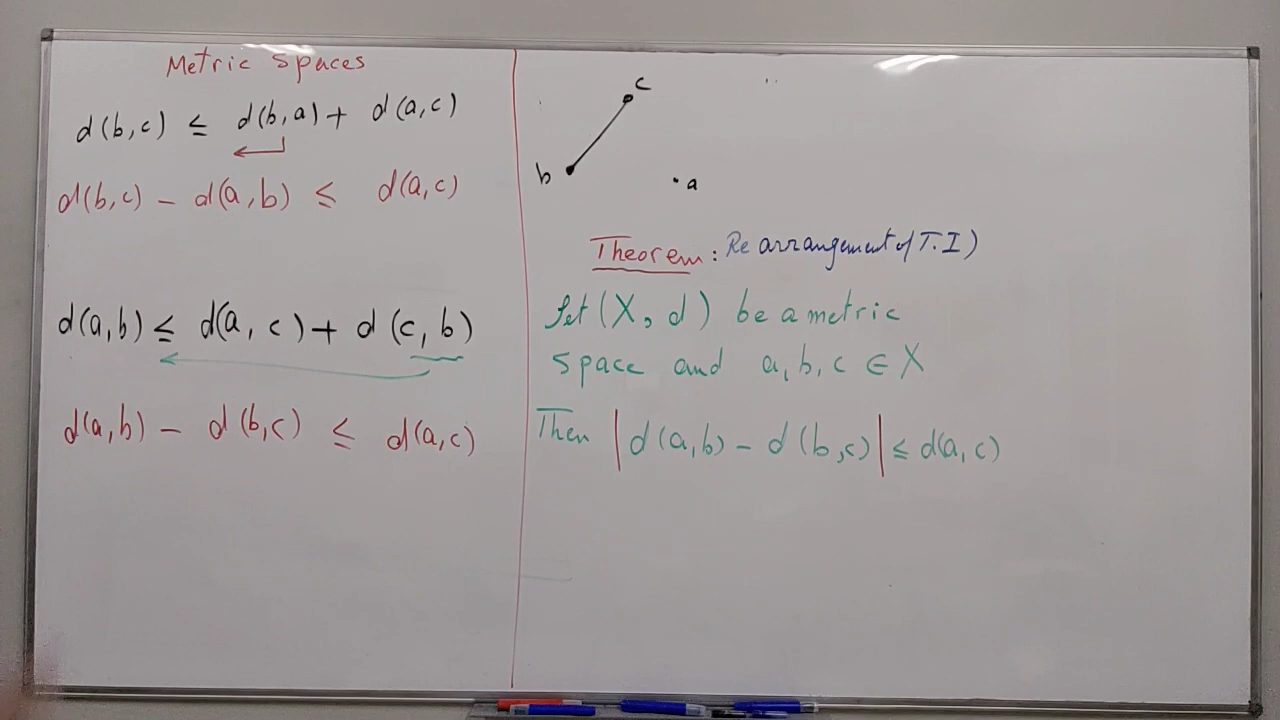 Metric Spaces
d(b,c) ≤ d(b,a) + d(a,c)
d(b,c) - d(a,b) ≤ d(a,c)
d(a,b) ≤ d(a,c) + d(c,b)
d(a,b) - d(b,c) ≤ d(a,c)
c
b
a
Theorem: Rearrangement of T.I)
Let (X, d) be a metric
space and a, b, c ∈ X
Then |d(a,b) - d(b,c)| ≤ d(a,c)